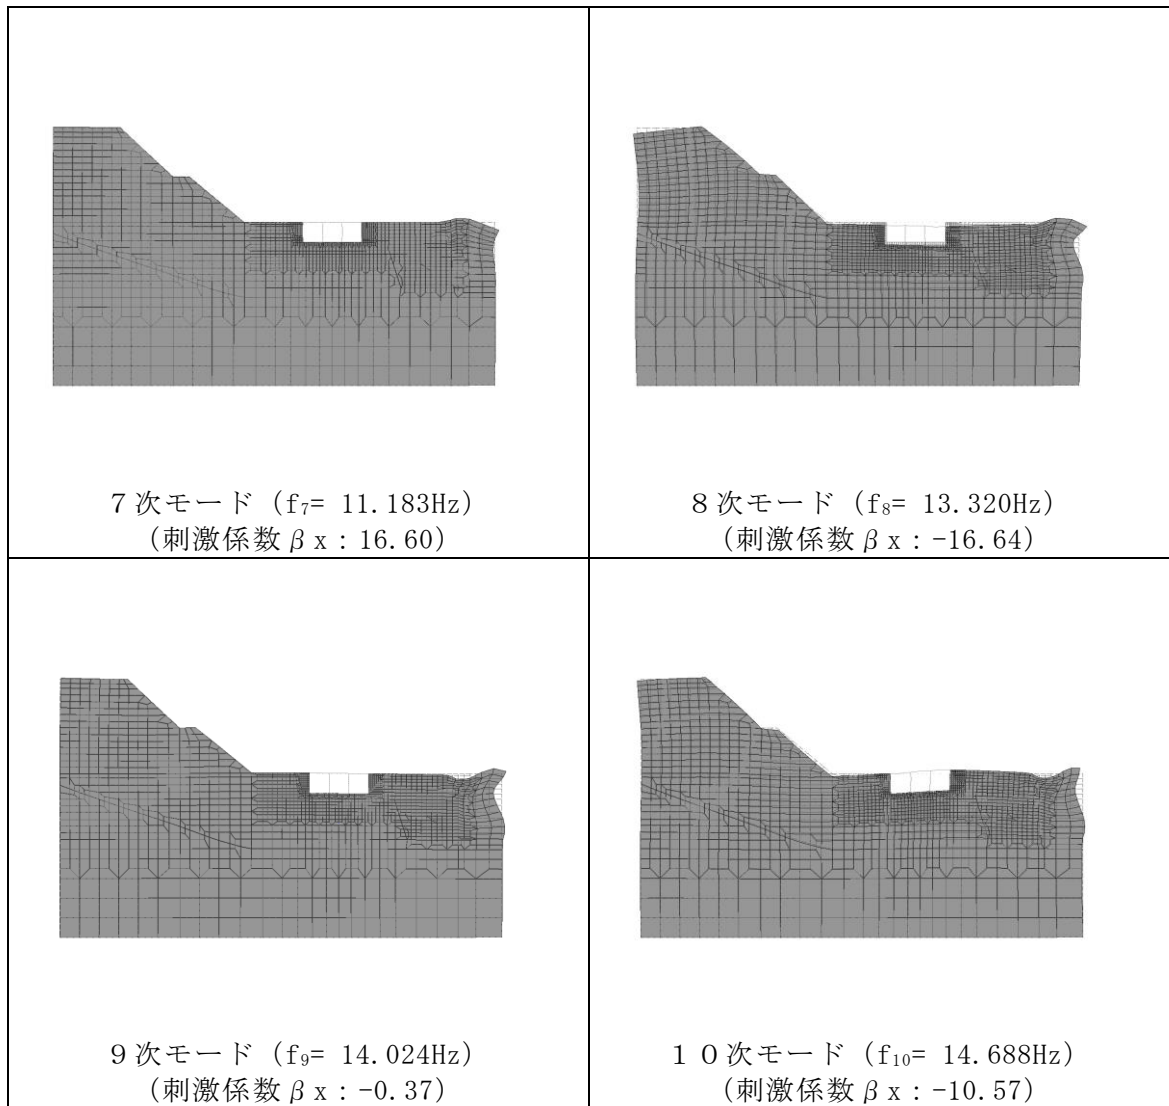 ７次モード（f₇= 11.183Hz）
（刺激係数βx：16.60）
８次モード（f₈= 13.320Hz）
（刺激係数βx：-16.64）
９次モード（f₉= 14.024Hz）
（刺激係数βx：-0.37）
１０次モード（f₁₀= 14.688Hz）
（刺激係数βx：-10.57）